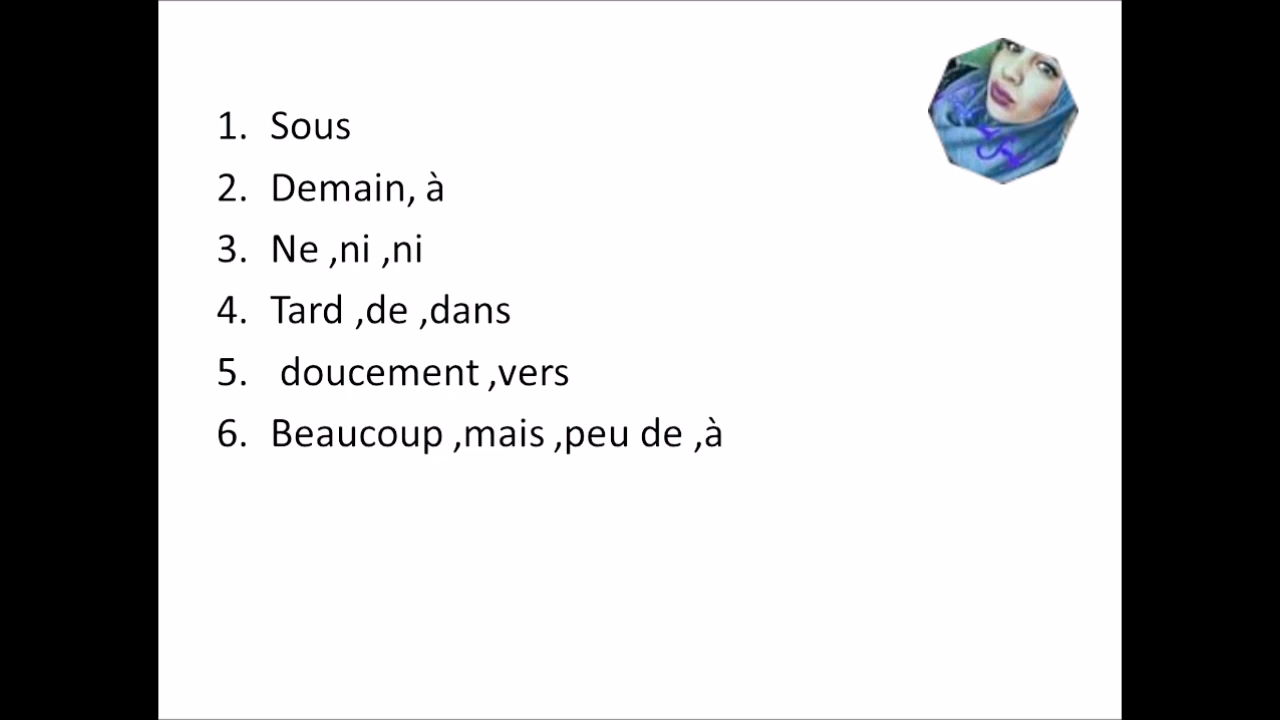 1. Sous
2. Demain, à
3. Ne ,ni ,ni
4. Tard ,de ,dans
5. doucement ,vers
6. Beaucoup ,mais ,peu de ,à